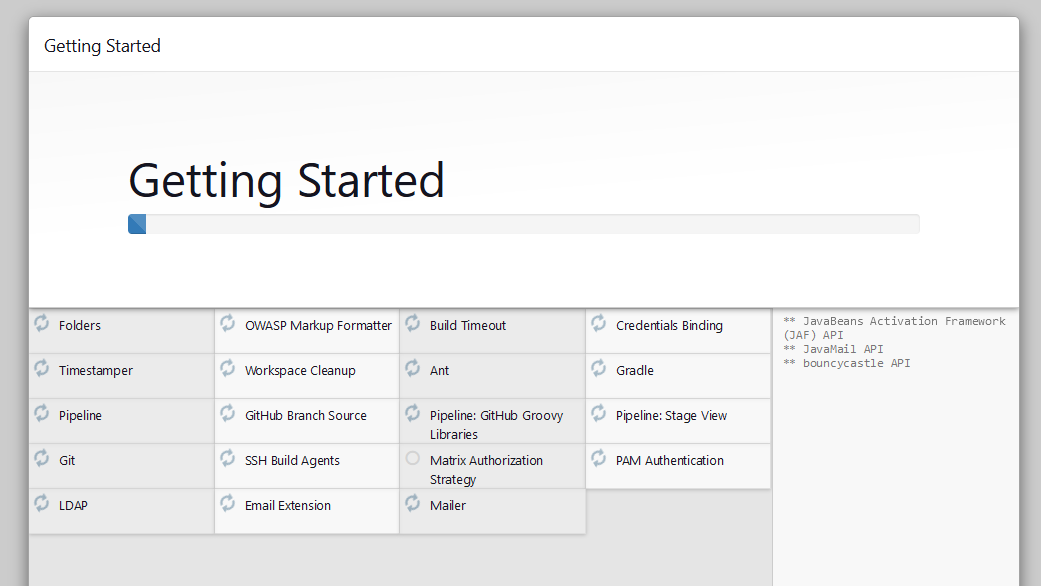 Getting Started
Getting Started
Folders
OWASP Markup Formatter
Build Timeout
Credentials Binding
Timestamper
Workspace Cleanup
Ant
Gradle
Pipeline
GitHub Branch Source
Pipeline: GitHub Groovy
Libraries
Pipeline: Stage View
Git
SSH Build Agents
Matrix Authorization
Strategy
PAM Authentication
LDAP
Email Extension
Mailer
** JavaBeans Activation Framework
(JAF) API
** JavaMail API
** bouncycastle API